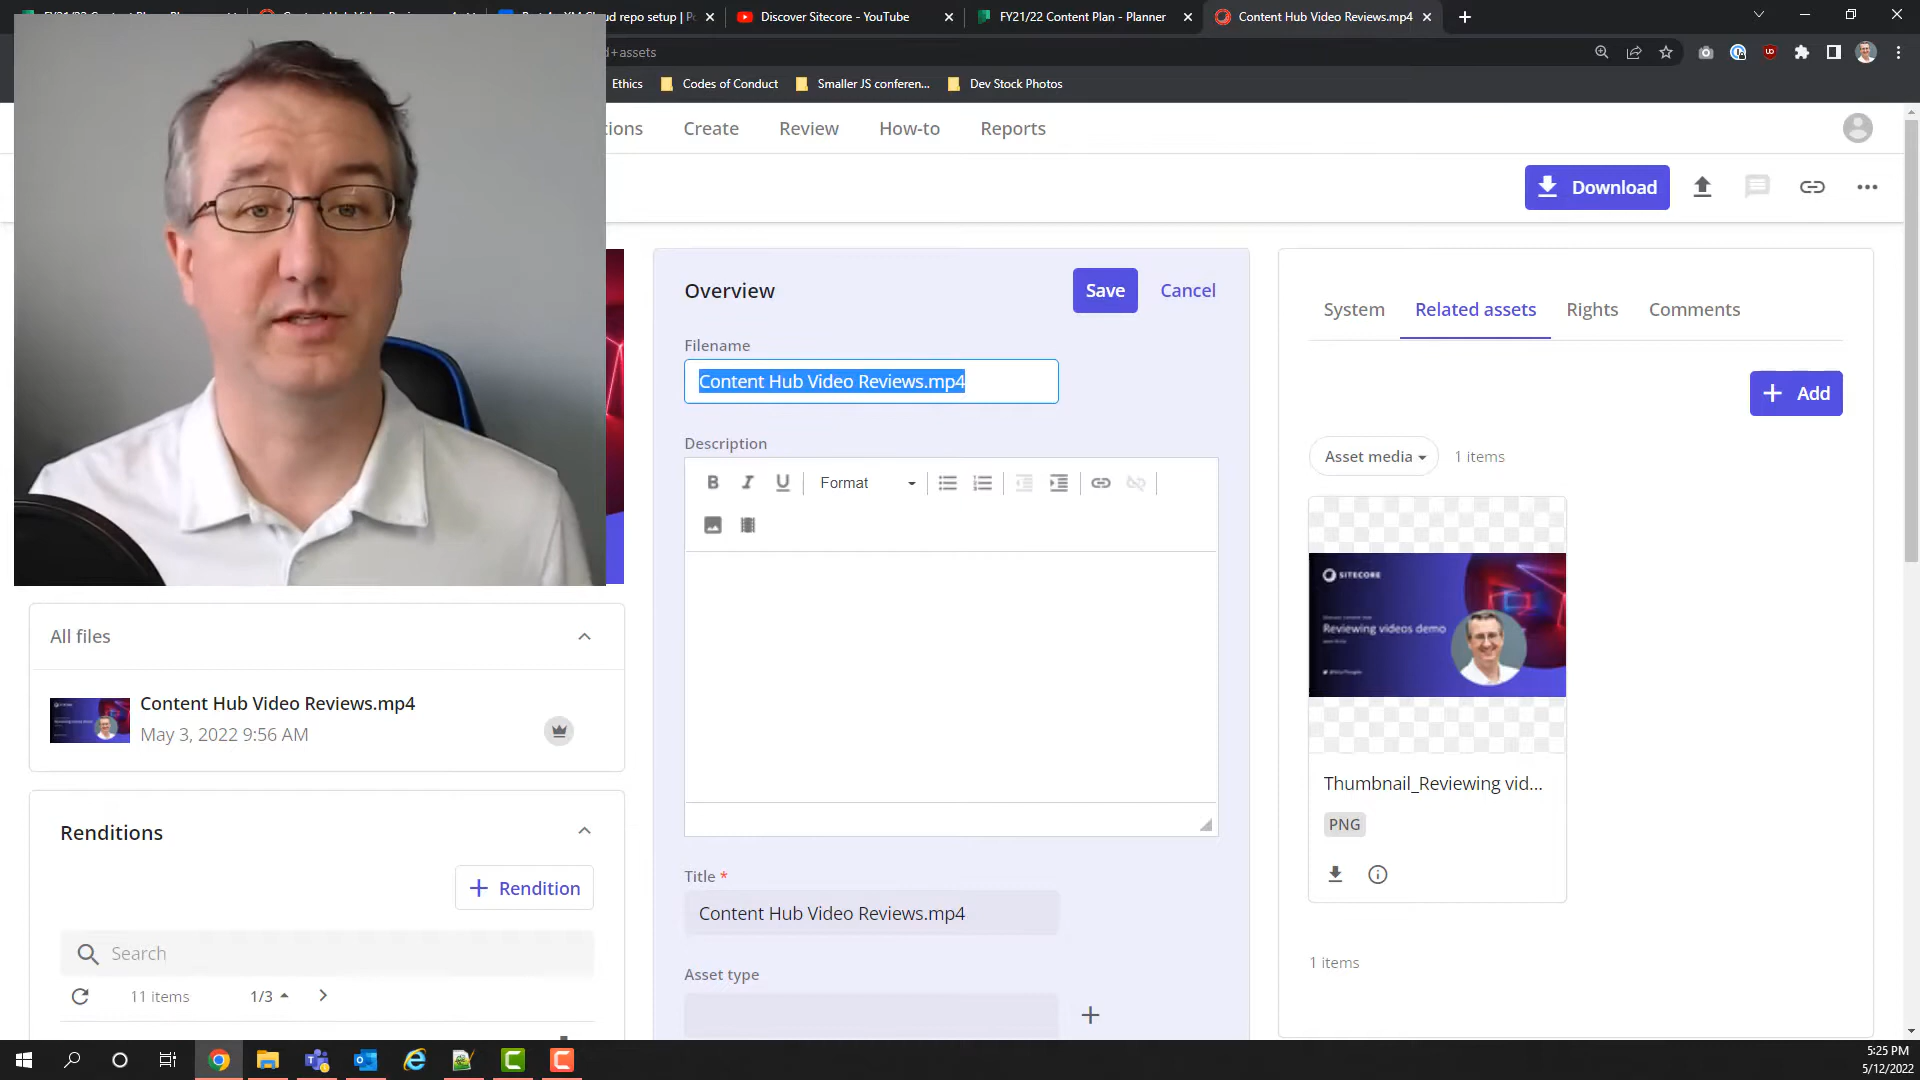 Discover Sitecore - YouTube
FY21/22 Content Plan - Planner
Content Hub Video Reviews.mp4
d+assets
Ethics
Codes of Conduct
Smaller JS conferen...
Dev Stock Photos
tions
Create
Review
How-to
Reports
Download
Overview
Save
Cancel
Filename
Content Hub Video Reviews.mp4
Description
B I U
Format
Title *
Content Hub Video Reviews.mp4
Asset type
System
Related assets
Rights
Comments
Add
Asset media
1 items
SITECORE
Reviewing videos demo
Thumbnail_Reviewing vid...
PNG
1 items
All files
Content Hub Video Reviews.mp4
May 3, 2022 9:56 AM
Renditions
Rendition
Search
11 items
1/3
5:25 PM
5/12/2022